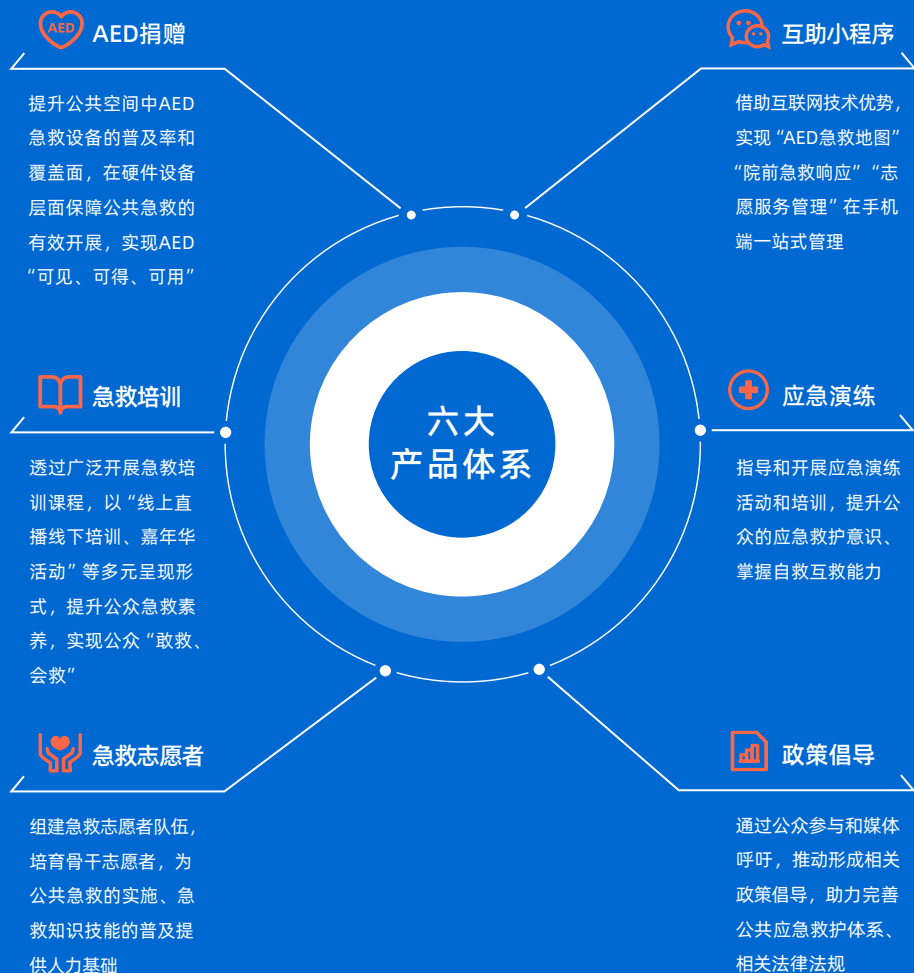 AED
AED捐赠
提升公共空间中AED
急救设备的普及率和
覆盖面，在硬件设备
层面保障公共急救的
有效开展，实现AED
“可见、可得、可用”
互助小程序
借助互联网技术优势，
实现“AED急救地图”
“院前急救响应”“志
愿服务管理”在手机
端一站式管理
六大
产品体系
急救培训
透过广泛开展急教培
训课程，以“线上直
播线下培训、嘉年华
活动”等多元呈现形
式，提升公众急救素
养，实现公众“敢救、
会救”
应急演练
指导和开展应急演练
活动和培训，提升公
众的应急救护意识、
掌握自救互救能力
急救志愿者
组建急救志愿者队伍，
培育骨干志愿者，为
公共急救的实施、急
救知识技能的普及提
供人力基础
政策倡导
通过公众参与和媒体
呼吁，推动形成相关
政策倡导，助力完善
公共应急救护体系、
相关法律法规